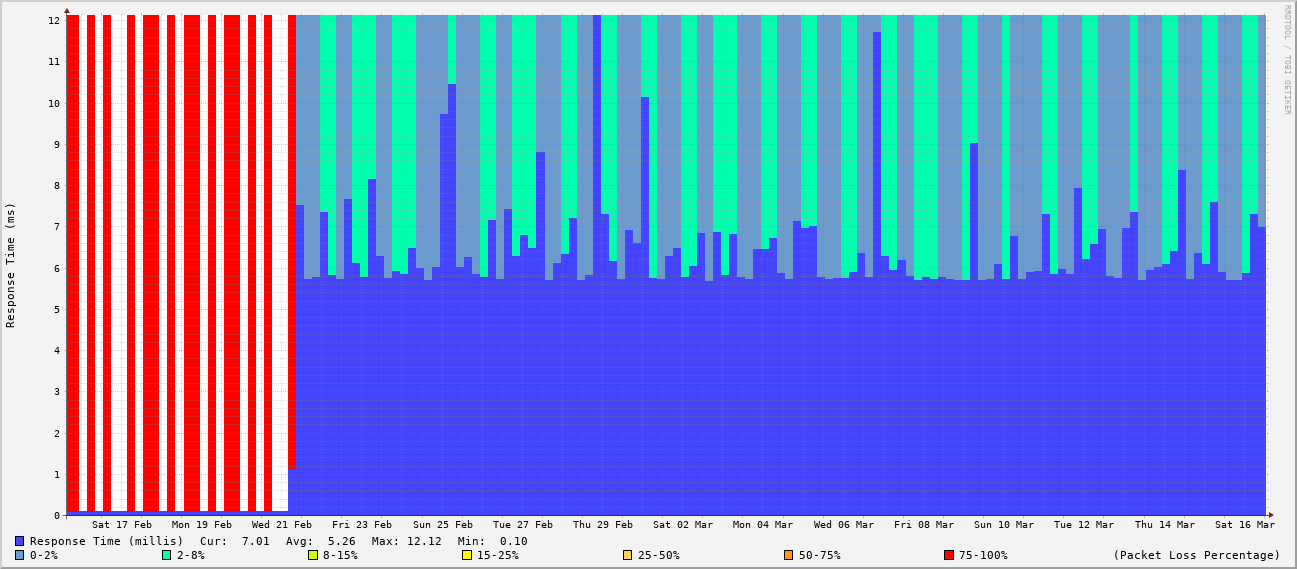 RRDTOOL / TOBI OETIKER
Response Time (ms)
12
11
10
9
8
7
6
5
4
3
2
1
0
Sat 17 Feb Mon 19 Feb Wed 21 Feb Fri 23 Feb Sun 25 Feb Tue 27 Feb Thu 29 Feb Sat 02 Mar Mon 04 Mar Wed 06 Mar Fri 08 Mar Sun 10 Mar Tue 12 Mar Thu 14 Mar Sat 16 Mar
Response Time (millis) Cur: 7.01 Avg: 5.26 Max: 12.12 Min: 0.10
0-2% 2-8% 8-15% 15-25% 25-50% 50-75% 75-100% (Packet Loss Percentage)